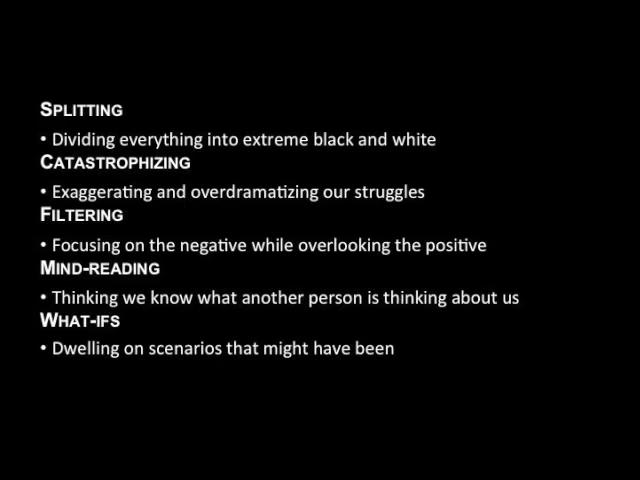 SPLITTING
• Dividing everything into extreme black and white
CATASTROPHIZING
• Exaggerating and overdramatizing our struggles
FILTERING
• Focusing on the negative while overlooking the positive
MIND-READING
• Thinking we know what another person is thinking about us
WHAT-IFS
• Dwelling on scenarios that might have been